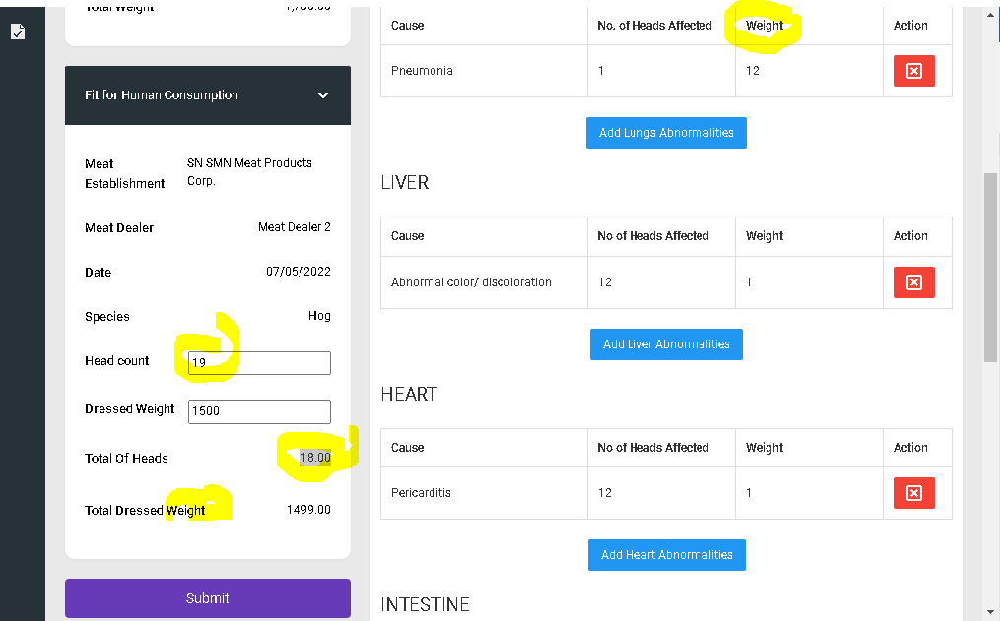 Total Weight 1,700.00
Fit for Human Consumption
Meat Establishment SN SMN Meat Products Corp.
Meat Dealer Meat Dealer 2
Date 07/05/2022
Species Hog
Head count 19
Dressed Weight 1500
Total Of Heads 18.00
Total Dressed Weight 1499.00
Submit
Cause No. of Heads Affected Weight Action
Pneumonia 1 12
Add Lungs Abnormalities
LIVER
Cause No of Heads Affected Weight Action
Abnormal color/ discoloration 12 1
Add Liver Abnormalities
HEART
Cause No of Heads Affected Weight Action
Pericarditis 12 1
Add Heart Abnormalities
INTESTINE